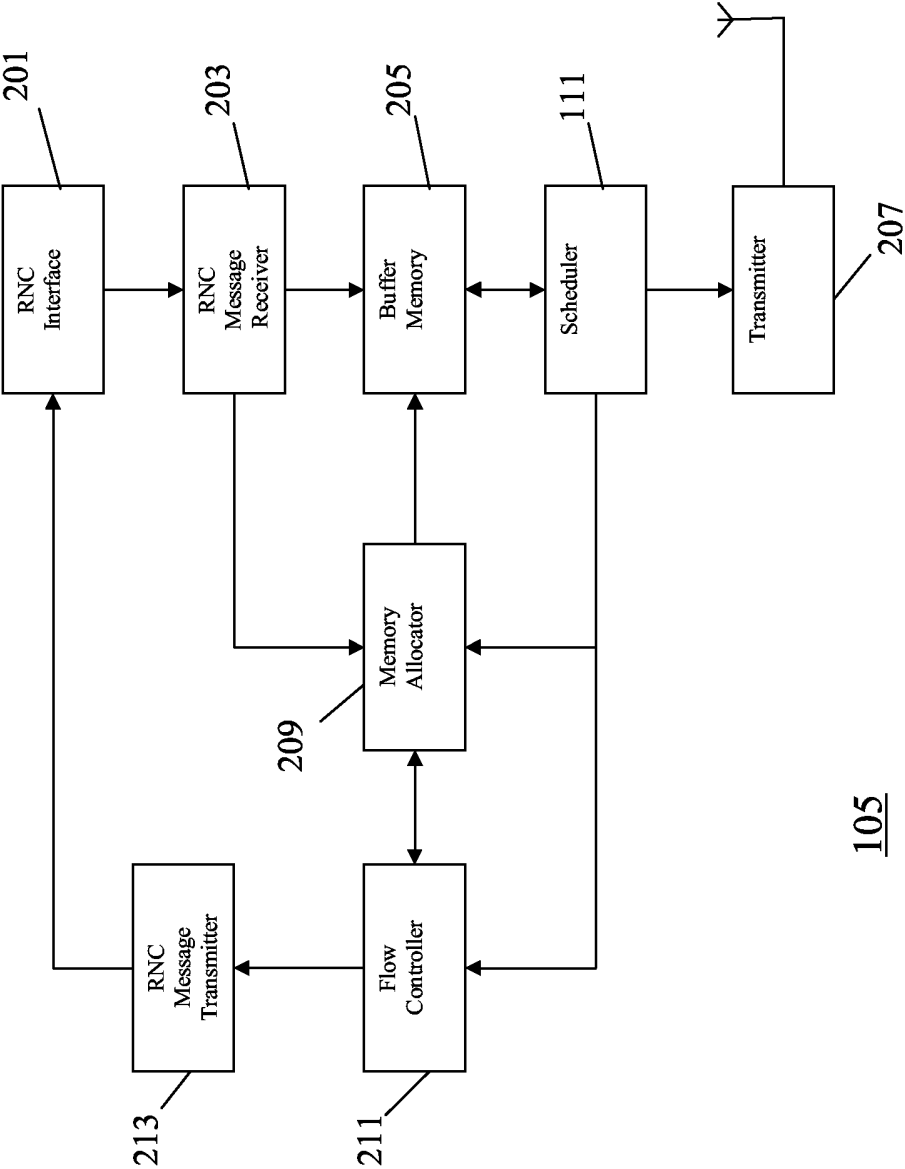 201
RNC
Interface
203
RNC
Message
Receiver
205
Buffer
Memory
111
Scheduler
207
Transmitter
209
Memory
Allocator
213
RNC
Message
Transmitter
211
Flow
Controller
105